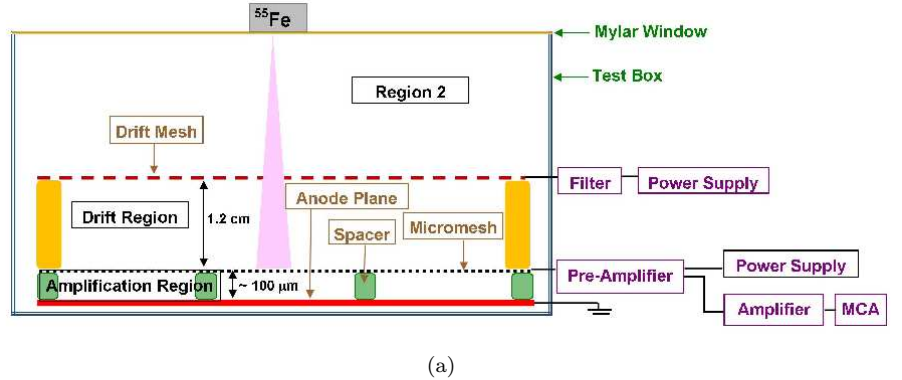 55Fe
Mylar Window
Test Box
Region 2
Drift Mesh
Filter
Power Supply
Anode Plane
Drift Region
1.2 cm
Spacer
Micromesh
Pre-Amplifier
Power Supply
Amplification Region
~ 100 μm
Amplifier
MCA
(a)